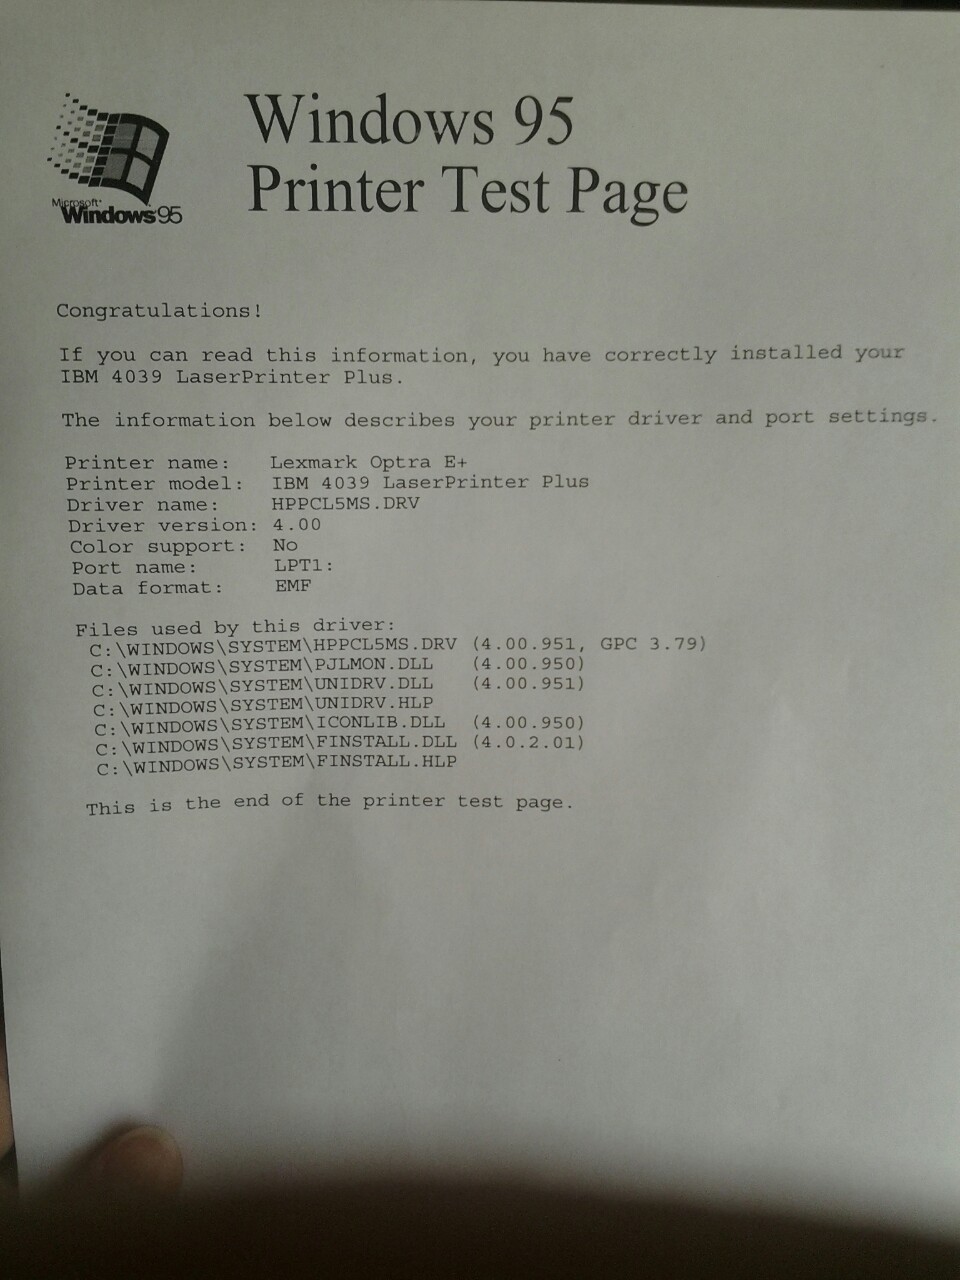 Windows 95
Printer Test Page
Microsoft
Windows 95
Congratulations!
If you can read this information, you have correctly installed your
IBM 4039 LaserPrinter Plus.
The information below describes your printer driver and port settings.
Printer name: Lexmark Optra E+
Printer model: IBM 4039 LaserPrinter Plus
Driver name: HPPCL5MS.DRV
Driver version: 4.00
Color support: No
Port name: LPT1:
Data format: EMF
Files used by this driver:
C:\WINDOWS\SYSTEM\HPPCL5MS.DRV (4.00.951, GPC 3.79)
C:\WINDOWS\SYSTEM\PJLMON.DLL (4.00.950)
C:\WINDOWS\SYSTEM\UNIDRV.DLL (4.00.951)
C:\WINDOWS\SYSTEM\UNIDRV.HLP
C:\WINDOWS\SYSTEM\ICONLIB.DLL (4.00.950)
C:\WINDOWS\SYSTEM\FINSTALL.DLL (4.0.2.01)
C:\WINDOWS\SYSTEM\FINSTALL.HLP
This is the end of the printer test page.